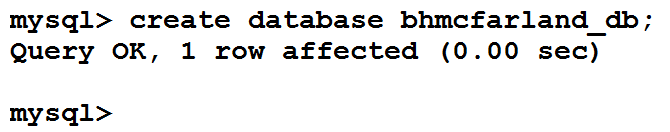 mysql> create database bhmcfarland_db;
Query OK, 1 row affected (0.00 sec)
mysql>